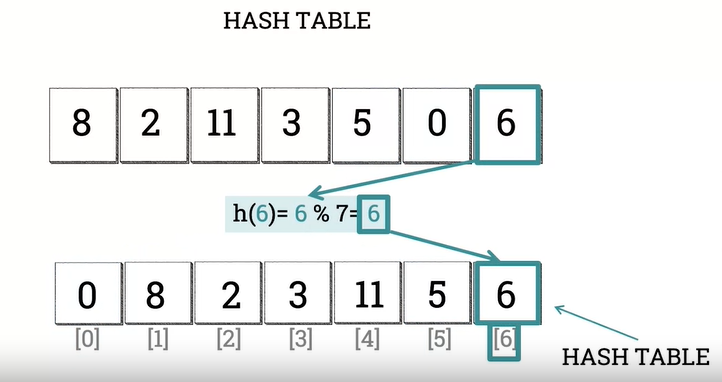 HASH TABLE
8 2 11 3 5 0 6
h(6)= 6 % 7= 6
0 8 2 3 11 5 6
[0] [1] [2] [3] [4] [5] [6]
HASH TABLE